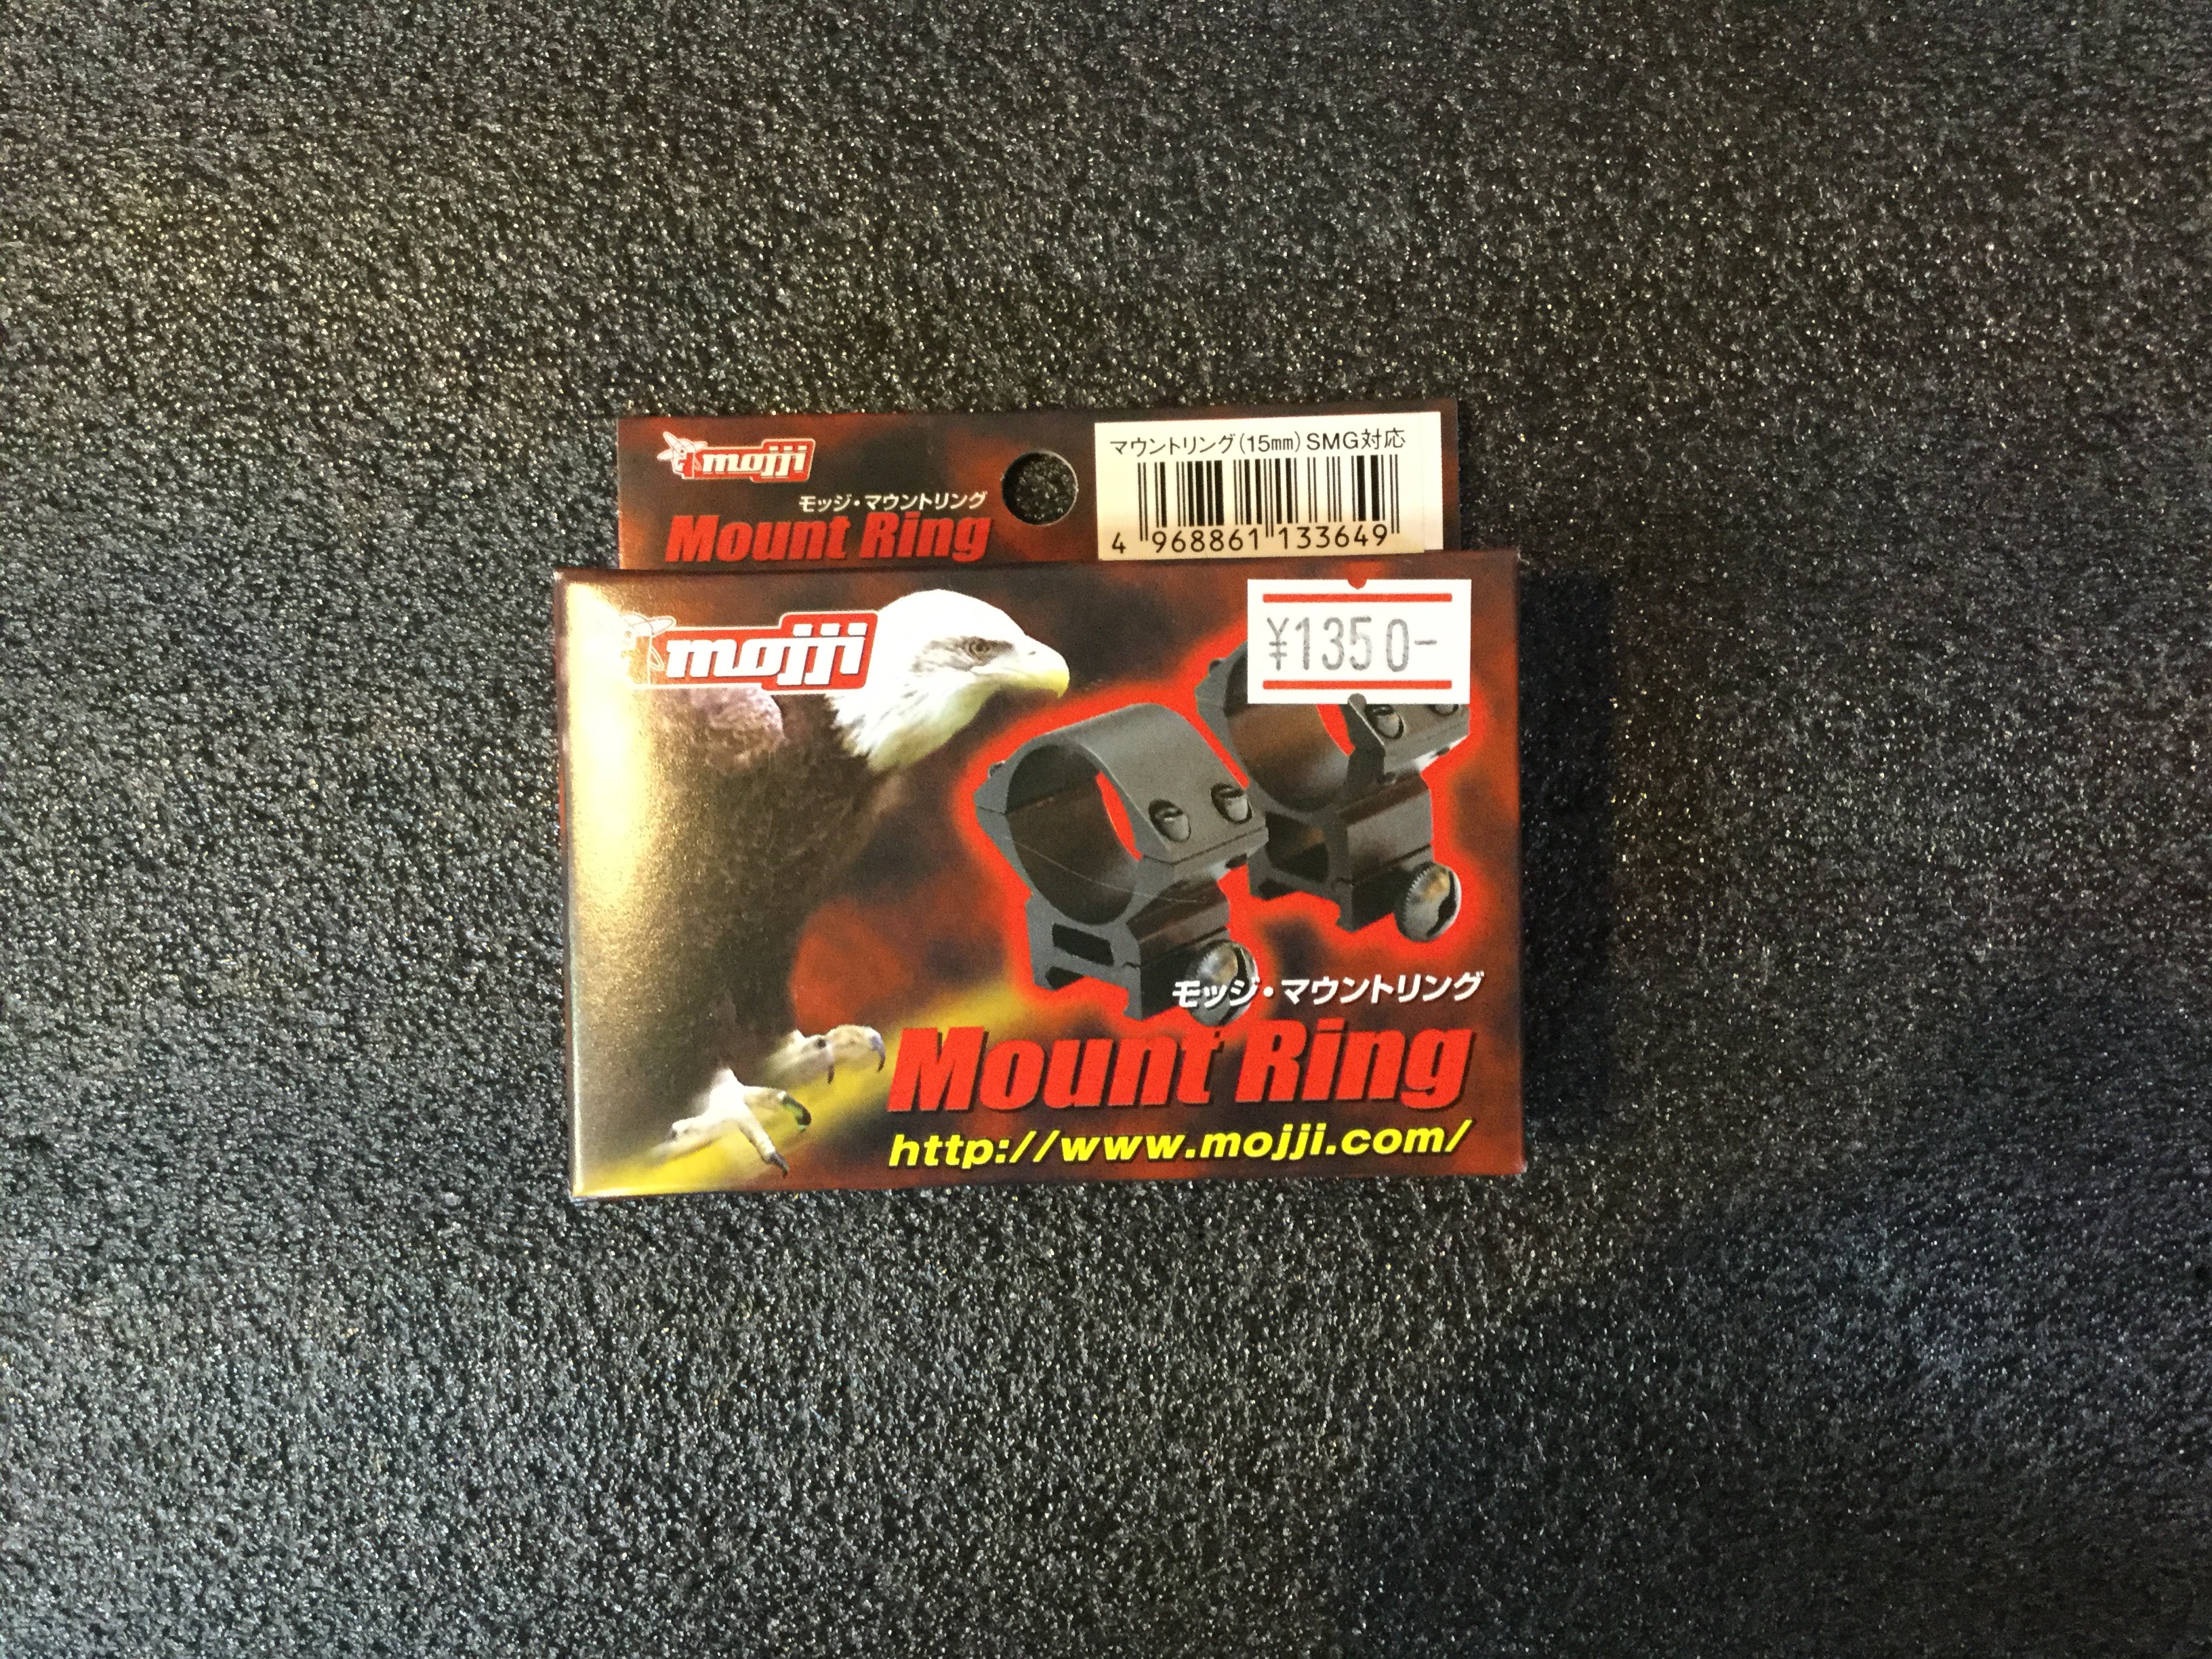 mojji
モッジ・マウントリング
Mount Ring
マウントリング(15㎜)SMG対応
4 968861 133649
mojji
¥1350-
モッジ・マウントリング
Mount Ring
http://www.mojji.com/